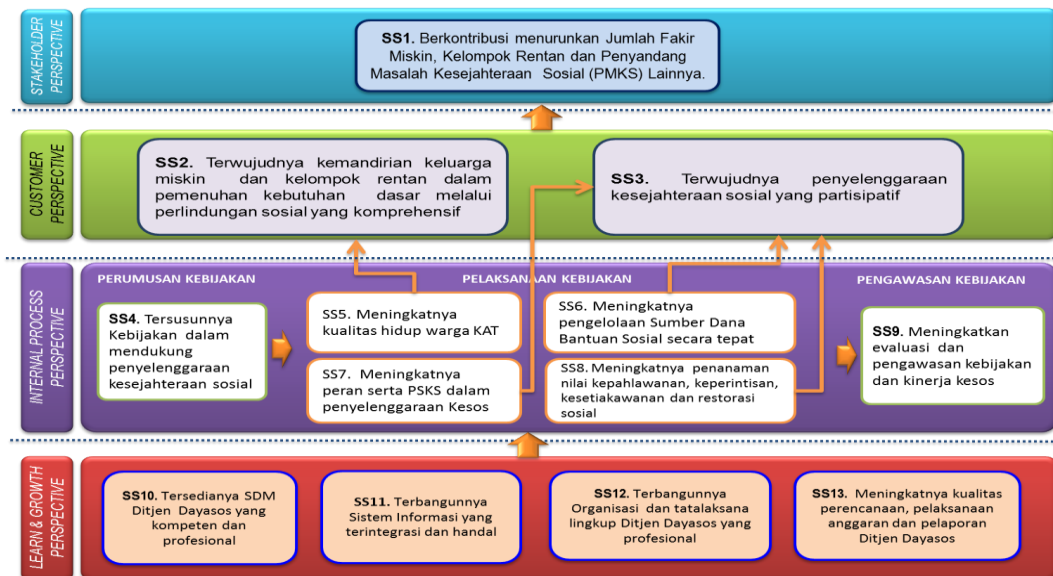 STAKEHOLDER
PERSPECTIVE
SS1. Berkontribusi menurunkan Jumlah Fakir
Miskin, Kelompok Rentan dan Penyandang
Masalah Kesejahteraan Sosial (PMKS) Lainnya.
CUSTOMER
PERSPECTIVE
SS2. Terwujudnya kemandirian keluarga
miskin dan kelompok rentan dalam
pemenuhan kebutuhan dasar melalui
perlindungan sosial yang komprehensif
SS3. Terwujudnya penyelenggaraan
kesejahteraan sosial yang partisipatif
INTERNAL PROCESS
PERSPECTIVE
PERUMUSAN KEBIJAKAN
PELAKSANAAN KEBIJAKAN
PENGAWASAN KEBIJAKAN
SS4. Tersusunnya
Kebijakan dalam
mendukung
penyelenggaraan
kesejahteraan sosial
SS5. Meningkatnya
kualitas hidup warga KAT
SS6. Meningkatnya
pengelolaan Sumber Dana
Bantuan Sosial secara tepat
SS7. Meningkatnya
peran serta PSKS dalam
penyelenggaraan Kesos
SS8. Meningkatnya penanaman
nilai kepahlawanan, keperintisan,
kesetiakawanan dan restorasi
sosial
SS9. Meningkatkan
evaluasi dan
pengawasan kebijakan
dan kinerja kesos
LEARN & GROWTH
PERSPECTIVE
SS10. Tersedianya SDM
Ditjen Dayasos yang
kompeten dan
profesional
SS11. Terbangunnya
Sistem Informasi yang
terintegrasi dan handal
SS12. Terbangunnya
Organisasi dan tatalaksana
lingkup Ditjen Dayasos yang
profesional
SS13. Meningkatnya kualitas
perencanaan, pelaksanaan
anggaran dan pelaporan
Ditjen Dayasos